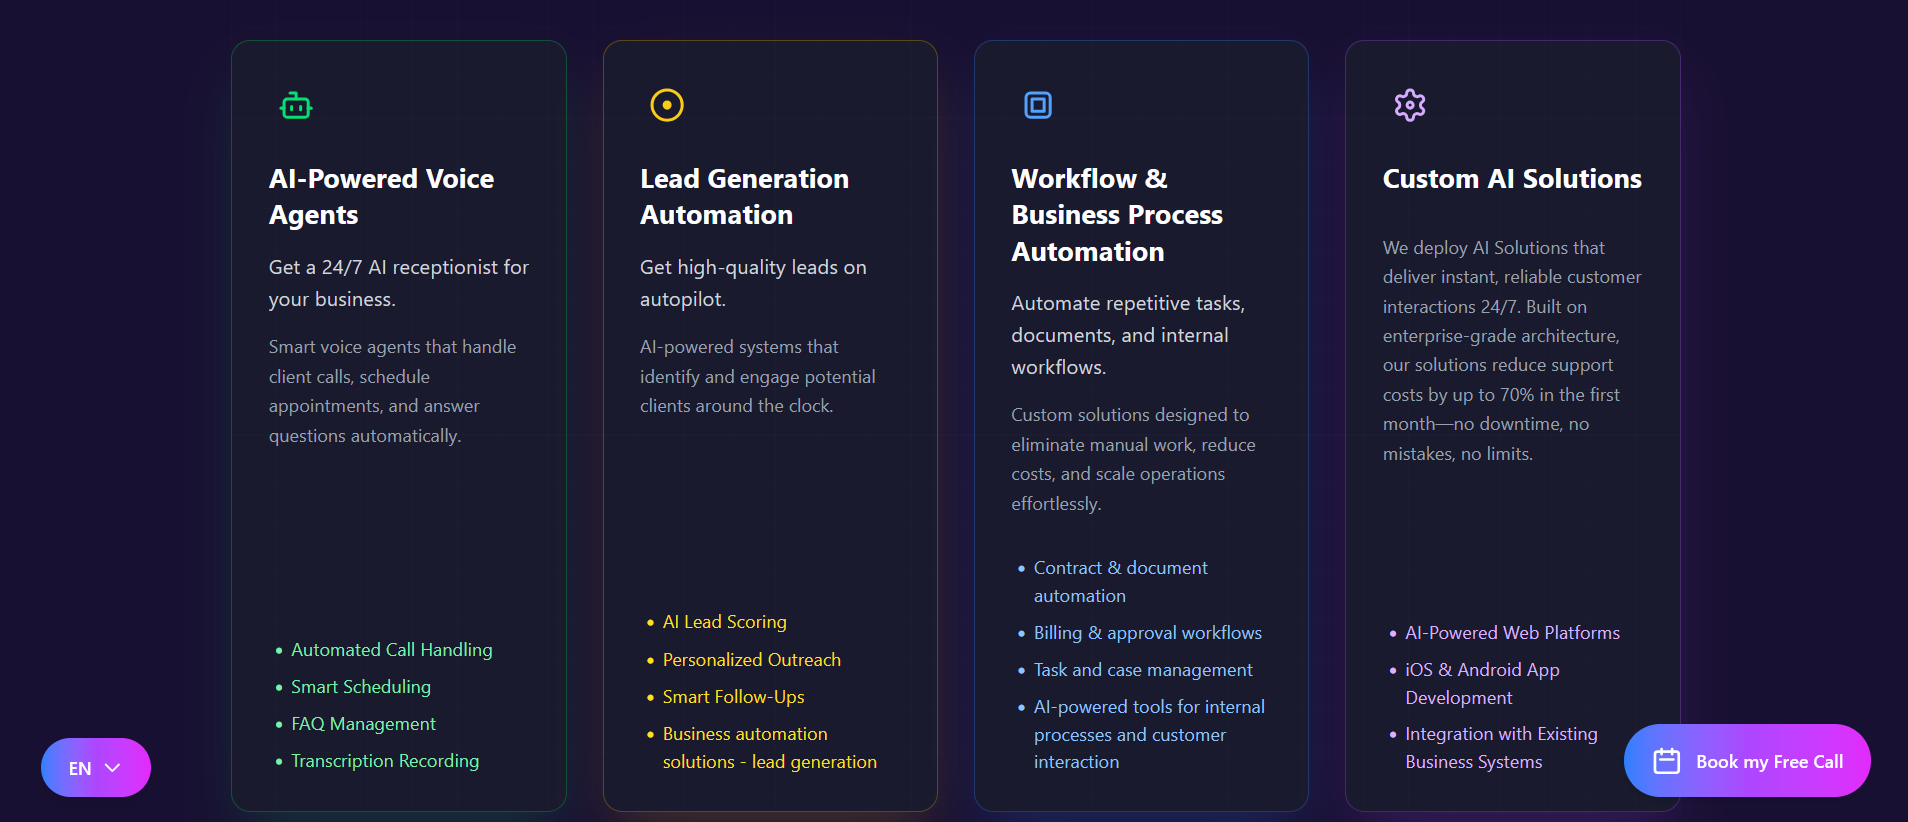 AI-Powered Voice
Agents
Get a 24/7 AI receptionist for
your business.
Smart voice agents that handle
client calls, schedule
appointments, and answer
questions automatically.
• Automated Call Handling
• Smart Scheduling
• FAQ Management
• Transcription Recording
Lead Generation
Automation
Get high-quality leads on
autopilot.
AI-powered systems that
identify and engage potential
clients around the clock.
• AI Lead Scoring
• Personalized Outreach
• Smart Follow-Ups
• Business automation
solutions - lead generation
Workflow &
Business Process
Automation
Automate repetitive tasks,
documents, and internal
workflows.
Custom solutions designed to
eliminate manual work, reduce
costs, and scale operations
effortlessly.
• Contract & document
automation
• Billing & approval workflows
• Task and case management
• AI-powered tools for internal
processes and customer
interaction
Custom AI Solutions
We deploy AI Solutions that
deliver instant, reliable customer
interactions 24/7. Built on
enterprise-grade architecture,
our solutions reduce support
costs by up to 70% in the first
month—no downtime, no
mistakes, no limits.
• AI-Powered Web Platforms
• iOS & Android App
Development
• Integration with Existing
Business Systems
EN
Book my Free Call